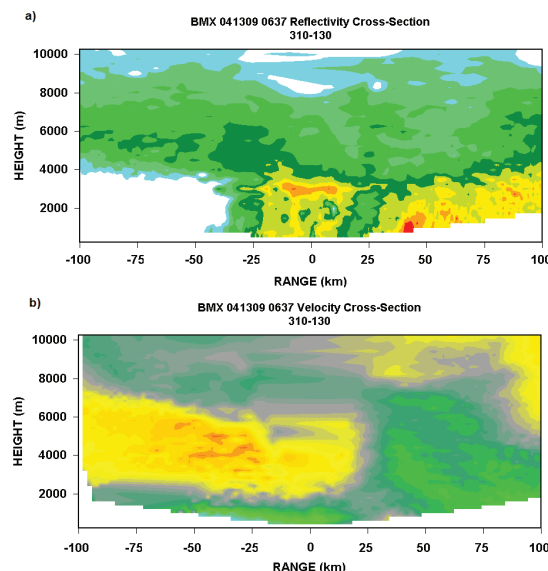 a)
BMX 041309 0637 Reflectivity Cross-Section
310-130
10000
8000
6000
4000
2000
HEIGHT (m)
-100 -75 -50 -25 0 25 50 75 100
RANGE (km)
b)
BMX 041309 0637 Velocity Cross-Section
310-130
10000
8000
6000
4000
2000
HEIGHT (m)
-100 -75 -50 -25 0 25 50 75 100
RANGE (km)